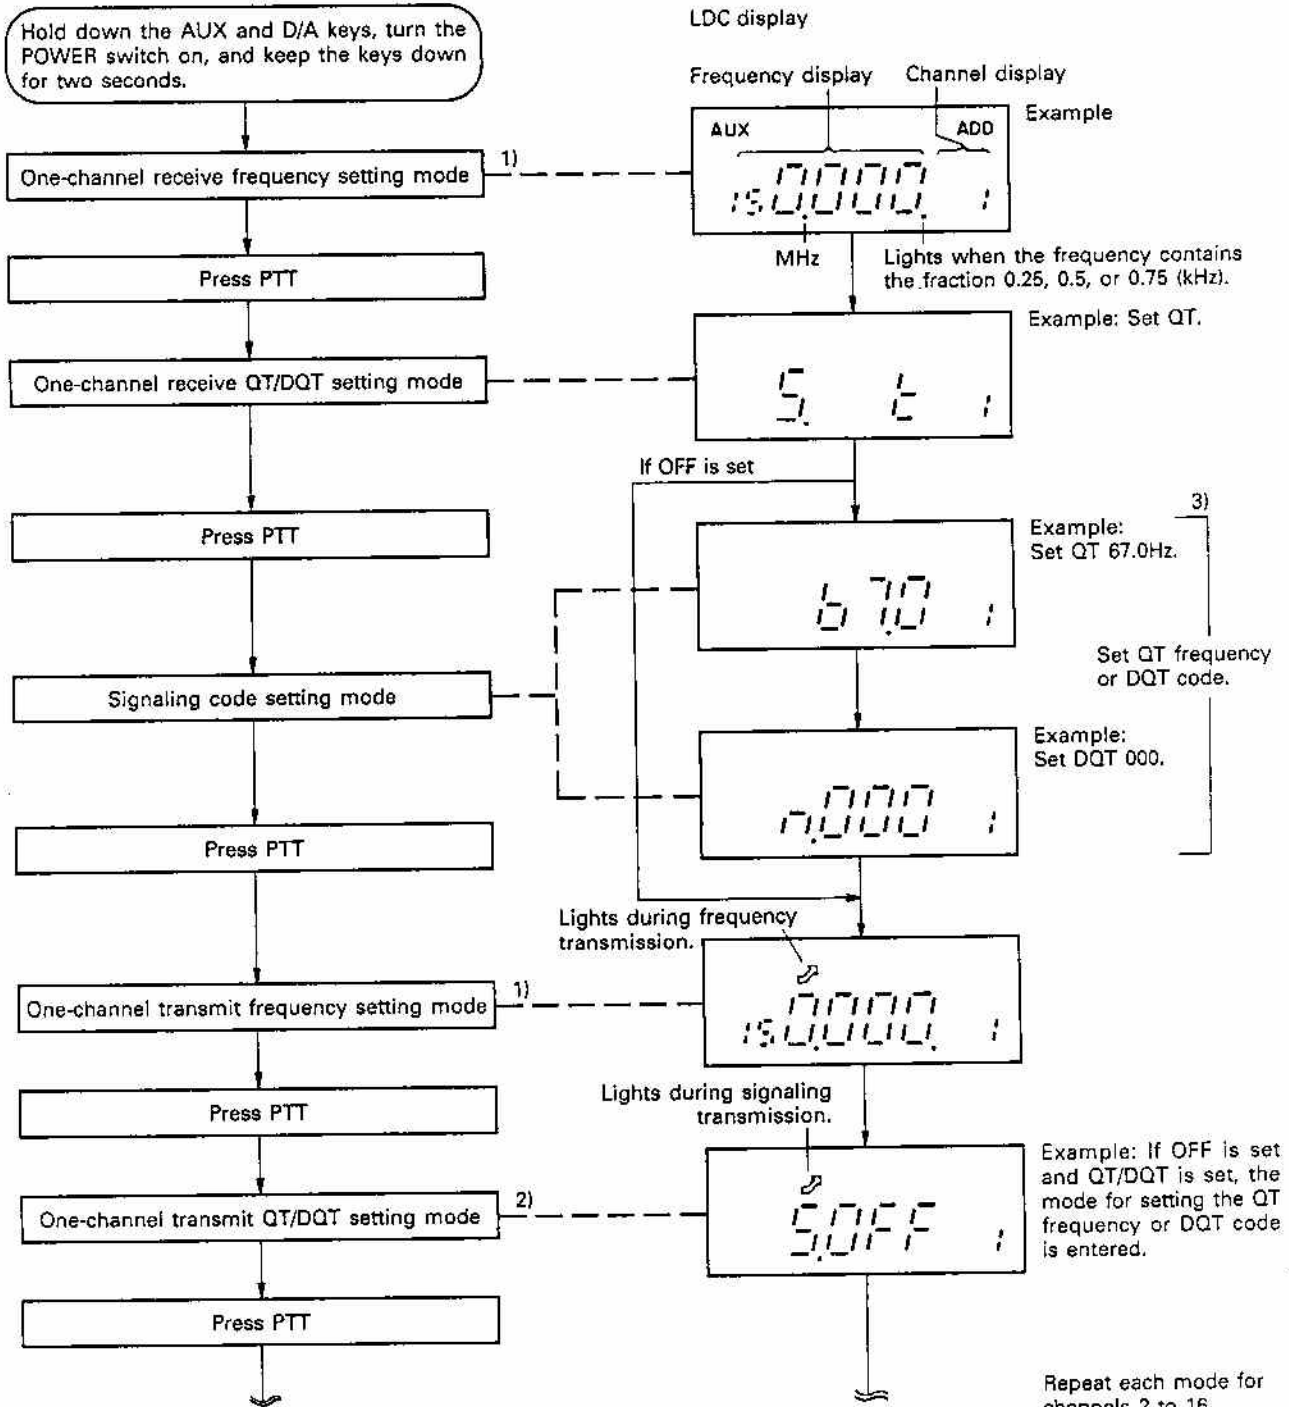 Hold down the AUX and D/A keys, turn the
POWER switch on, and keep the keys down
for two seconds.
LDC display
Frequency display
Channel display
Example
AUX
ADD
150.000. 1
MHz
Lights when the frequency contains
the fraction 0.25, 0.5, or 0.75 (kHz).
One-channel receive frequency setting mode
1)
Press PTT
Example: Set QT.
One-channel receive QT/DQT setting mode
S. t 1
If OFF is set
Press PTT
3)
Example:
Set QT 67.0Hz.
67.0 1
Set QT frequency
or DQT code.
Signaling code setting mode
Example:
Set DQT 000.
n.000 1
Press PTT
Lights during frequency
transmission.
One-channel transmit frequency setting mode
1)
150.000. 1
Press PTT
Lights during signaling
transmission.
One-channel transmit QT/DQT setting mode
2)
S.OFF 1
Example: If OFF is set
and QT/DQT is set, the
mode for setting the QT
frequency or DQT code
is entered.
Press PTT
Repeat each mode for
channels 2 to 16